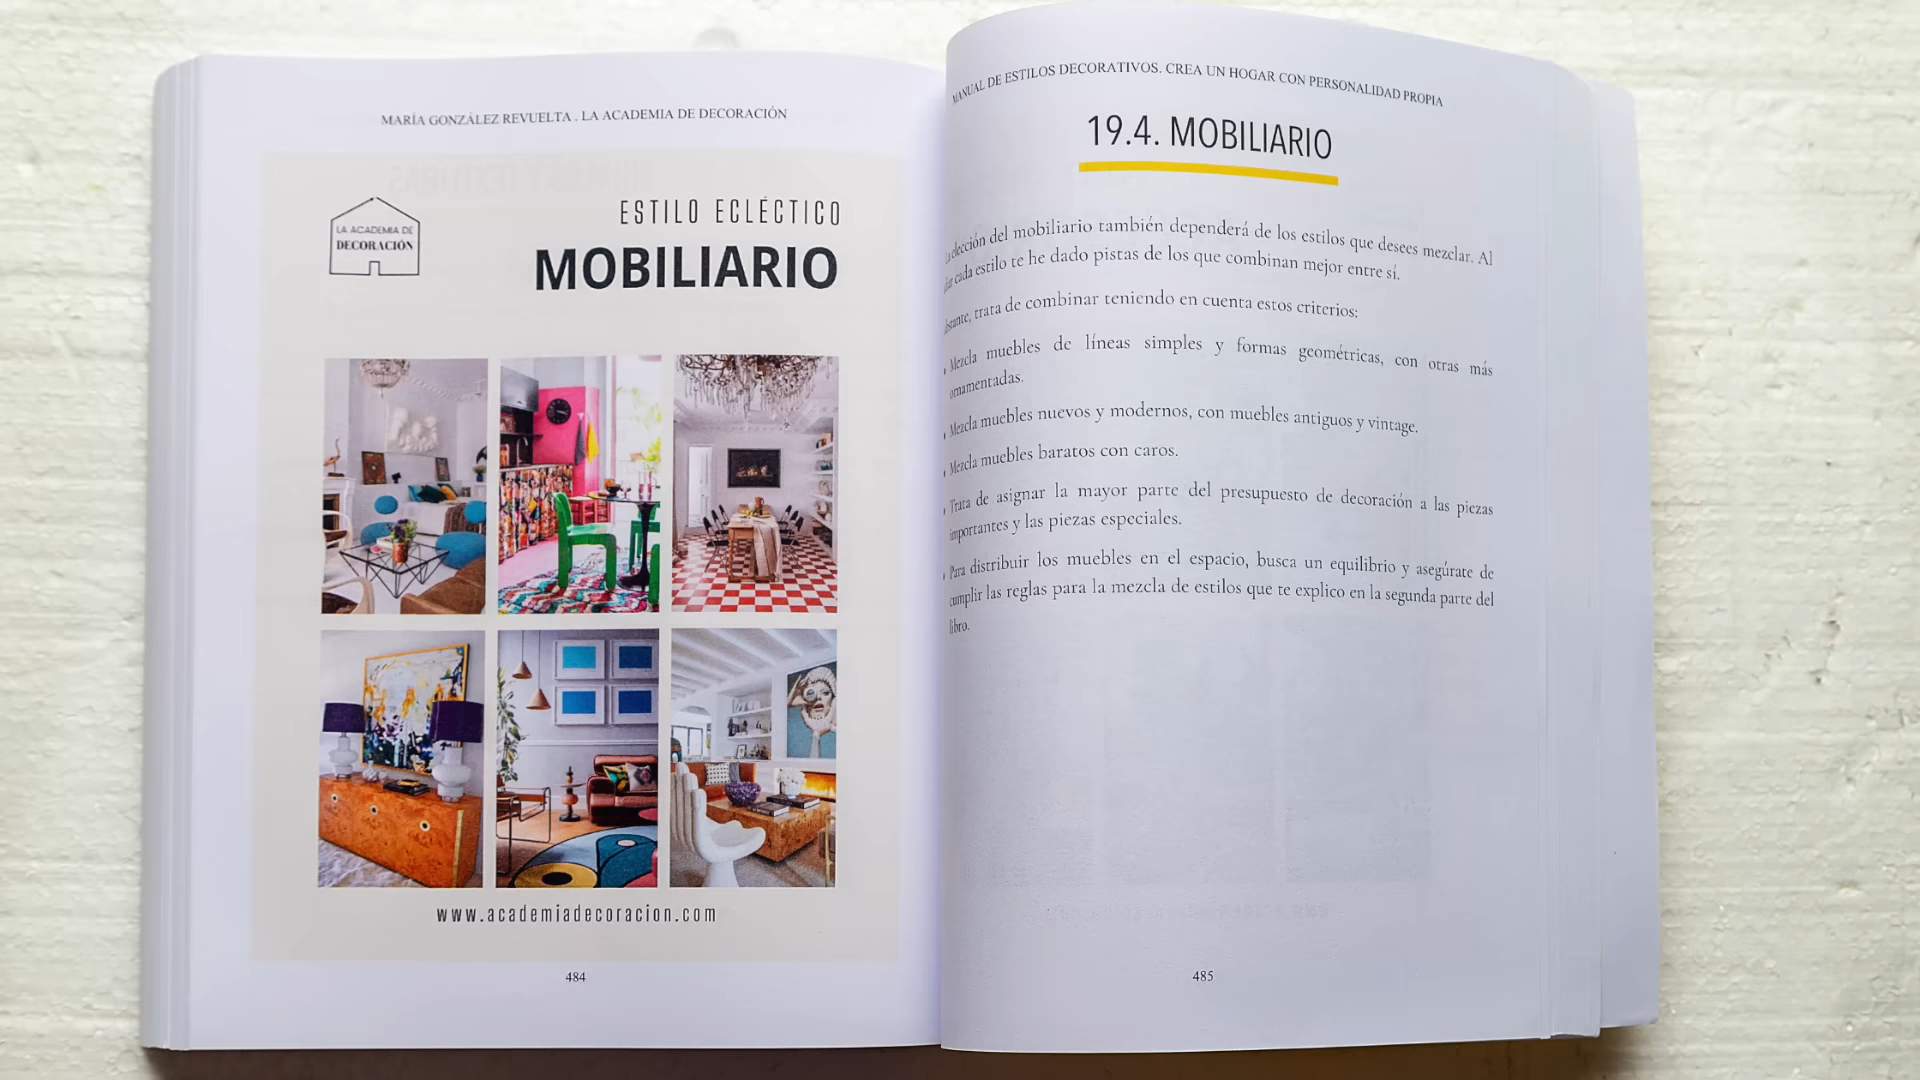 MARÍA GONZÁLEZ REVUELTA . LA ACADEMIA DE DECORACIÓN
LA ACADEMIA DE
DECORACIÓN
ESTILO ECLÉCTICO
MOBILIARIO
www.academiadecoracion.com
484
MANUAL DE ESTILOS DECORATIVOS. CREA UN HOGAR CON PERSONALIDAD PROPIA
19.4. MOBILIARIO
elección del mobiliario también dependerá de los estilos que desees mezclar. Al
cada estilo te he dado pistas de los que combinan mejor entre sí.
trata de combinar teniendo en cuenta estos criterios:
• Mezcla muebles de líneas simples y formas geométricas, con otras más
ornamentadas.
• Mezcla muebles nuevos y modernos, con muebles antiguos y vintage.
• Mezcla muebles baratos con caros.
• Trata de asignar la mayor parte del presupuesto de decoración a las piezas
importantes y las piezas especiales.
• Para distribuir los muebles en el espacio, busca un equilibrio y asegúrate de
cumplir las reglas para la mezcla de estilos que te explico en la segunda parte del
libro.
485